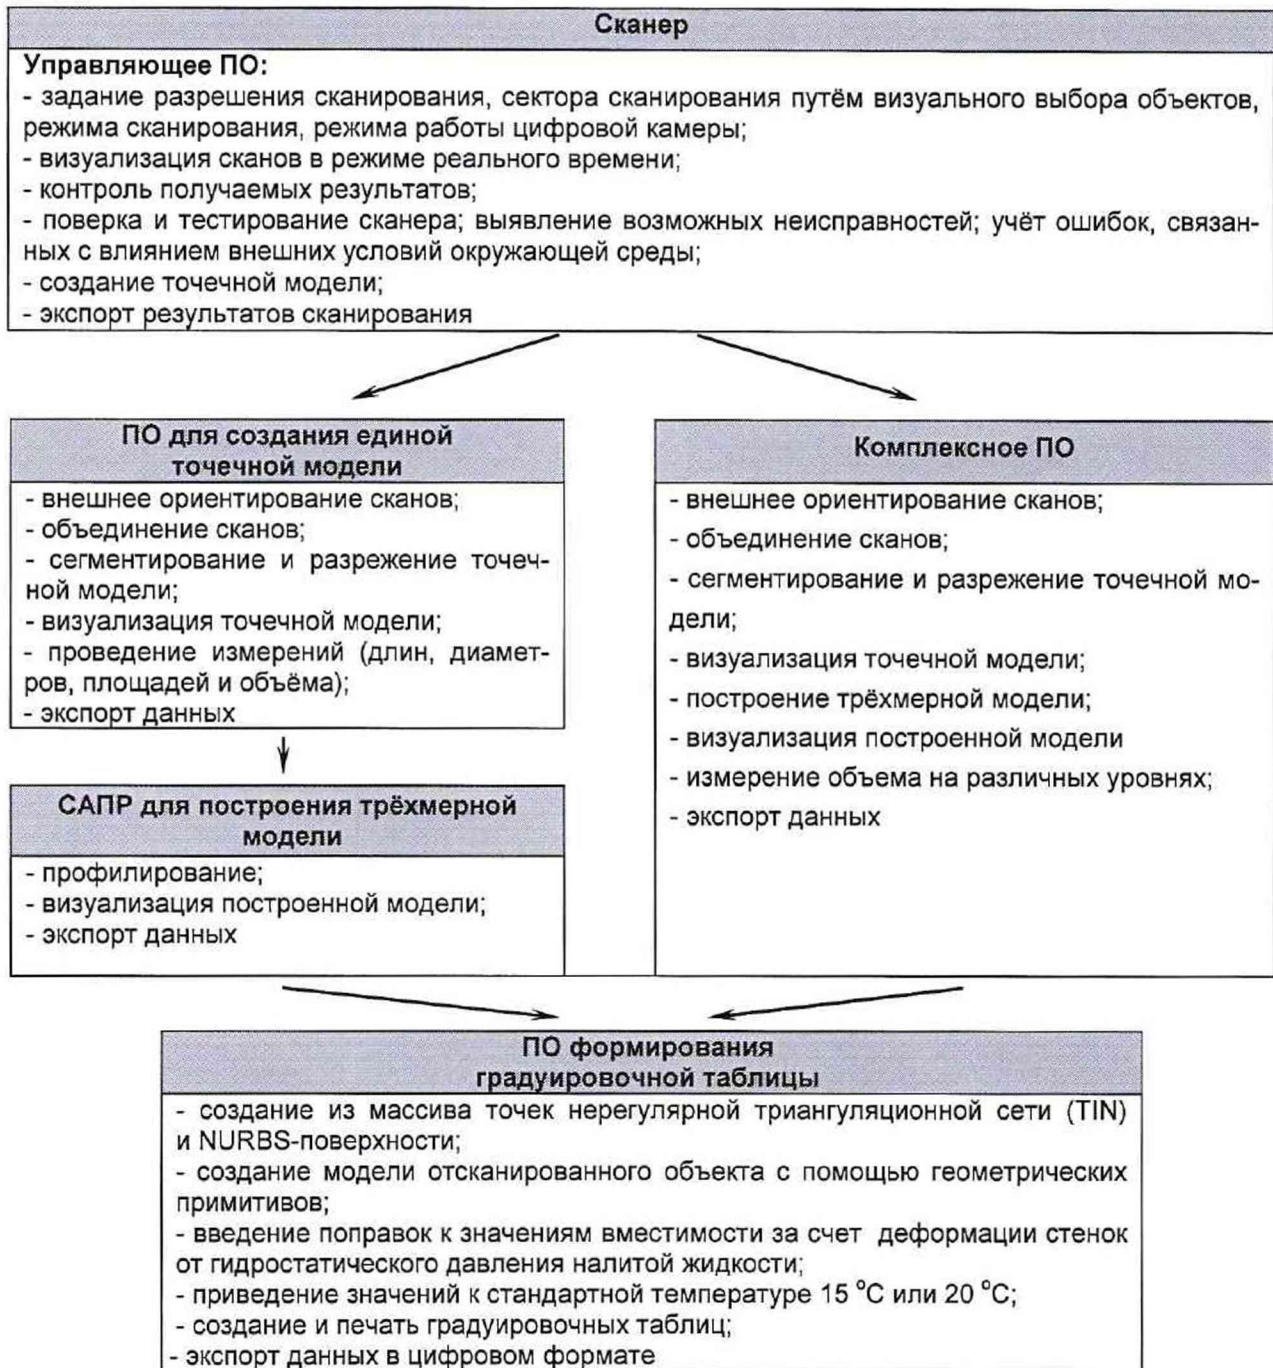 Сканер
Управляющее ПО:
- задание разрешения сканирования, сектора сканирования путём визуального выбора объектов,
режима сканирования, режима работы цифровой камеры;
- визуализация сканов в режиме реального времени;
- контроль получаемых результатов;
- поверка и тестирование сканера; выявление возможных неисправностей; учёт ошибок, связан-
ных с влиянием внешних условий окружающей среды;
- создание точечной модели;
- экспорт результатов сканирования
ПО для создания единой
точечной модели
- внешнее ориентирование сканов;
- объединение сканов;
- сегментирование и разрежение точеч-
ной модели;
- визуализация точечной модели;
- проведение измерений (длин, диамет-
ров, площадей и объёма);
- экспорт данных
САПР для построения трёхмерной
модели
- профилирование;
- визуализация построенной модели;
- экспорт данных
Комплексное ПО
- внешнее ориентирование сканов;
- объединение сканов;
- сегментирование и разрежение точечной мо-
дели;
- визуализация точечной модели;
- построение трёхмерной модели;
- визуализация построенной модели
- измерение объема на различных уровнях;
- экспорт данных
ПО формирования
градуировочной таблицы
- создание из массива точек нерегулярной триангуляционной сети (TIN)
и NURBS-поверхности;
- создание модели отсканированного объекта с помощью геометрических
примитивов;
- введение поправок к значениям вместимости за счет деформации стенок
от гидростатического давления налитой жидкости;
- приведение значений к стандартной температуре 15 °С или 20 °С;
- создание и печать градуировочных таблиц;
- экспорт данных в цифровом формате